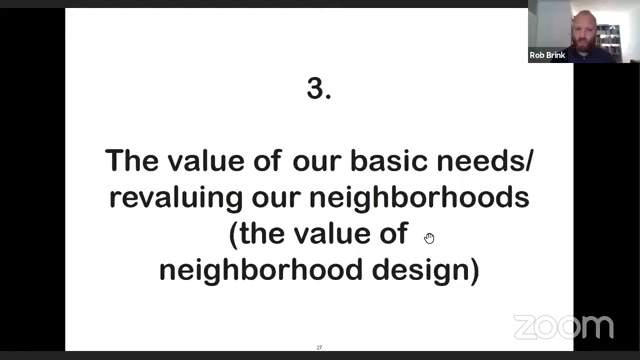 Rob Brink
3.
The value of our basic needs/
revaluing our neighborhoods
(the value of
neighborhood design)
zoom
27